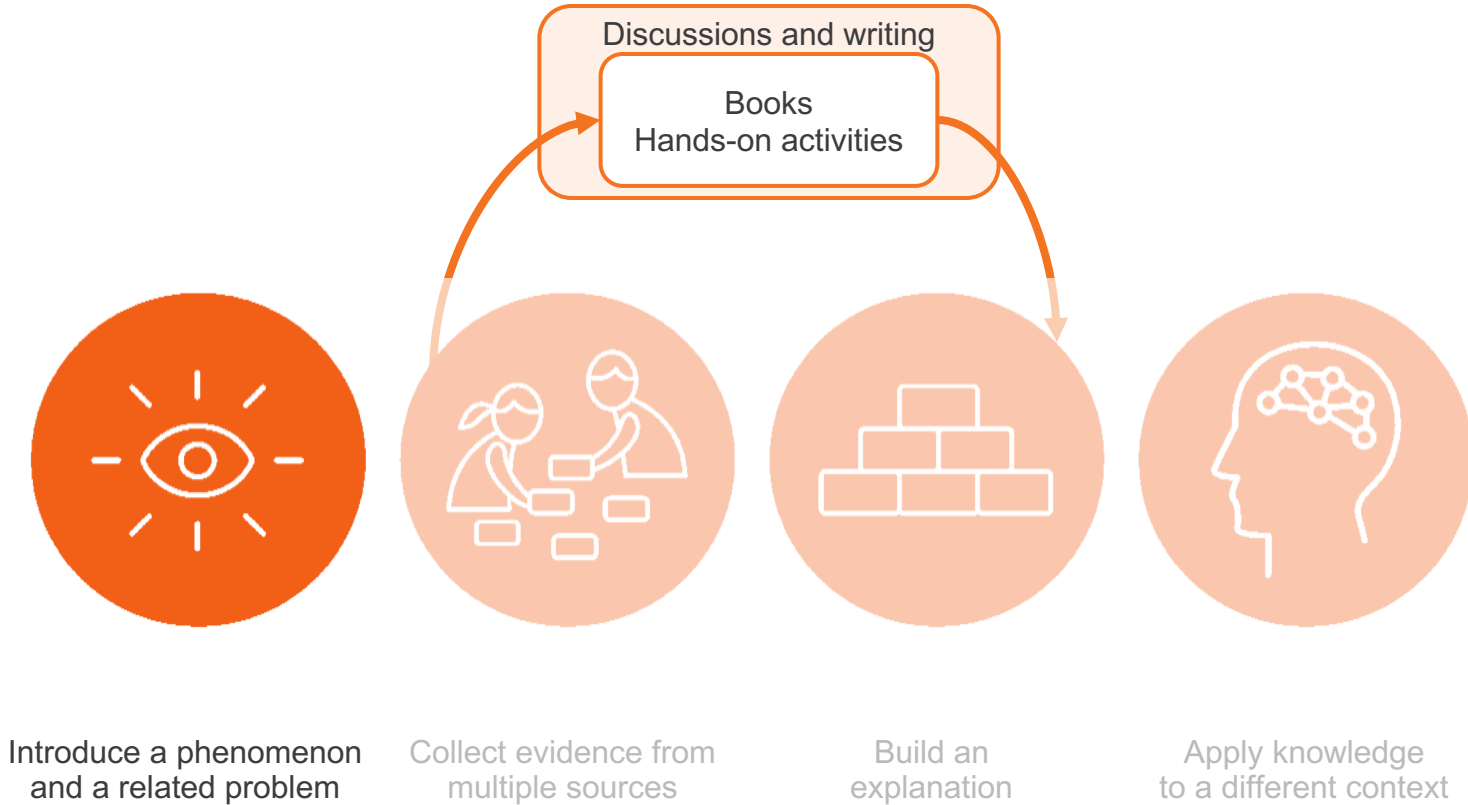 Discussions and writing
Books
Hands-on activities
Introduce a phenomenon
and a related problem
Collect evidence from
multiple sources
Build an
explanation
Apply knowledge
to a different context